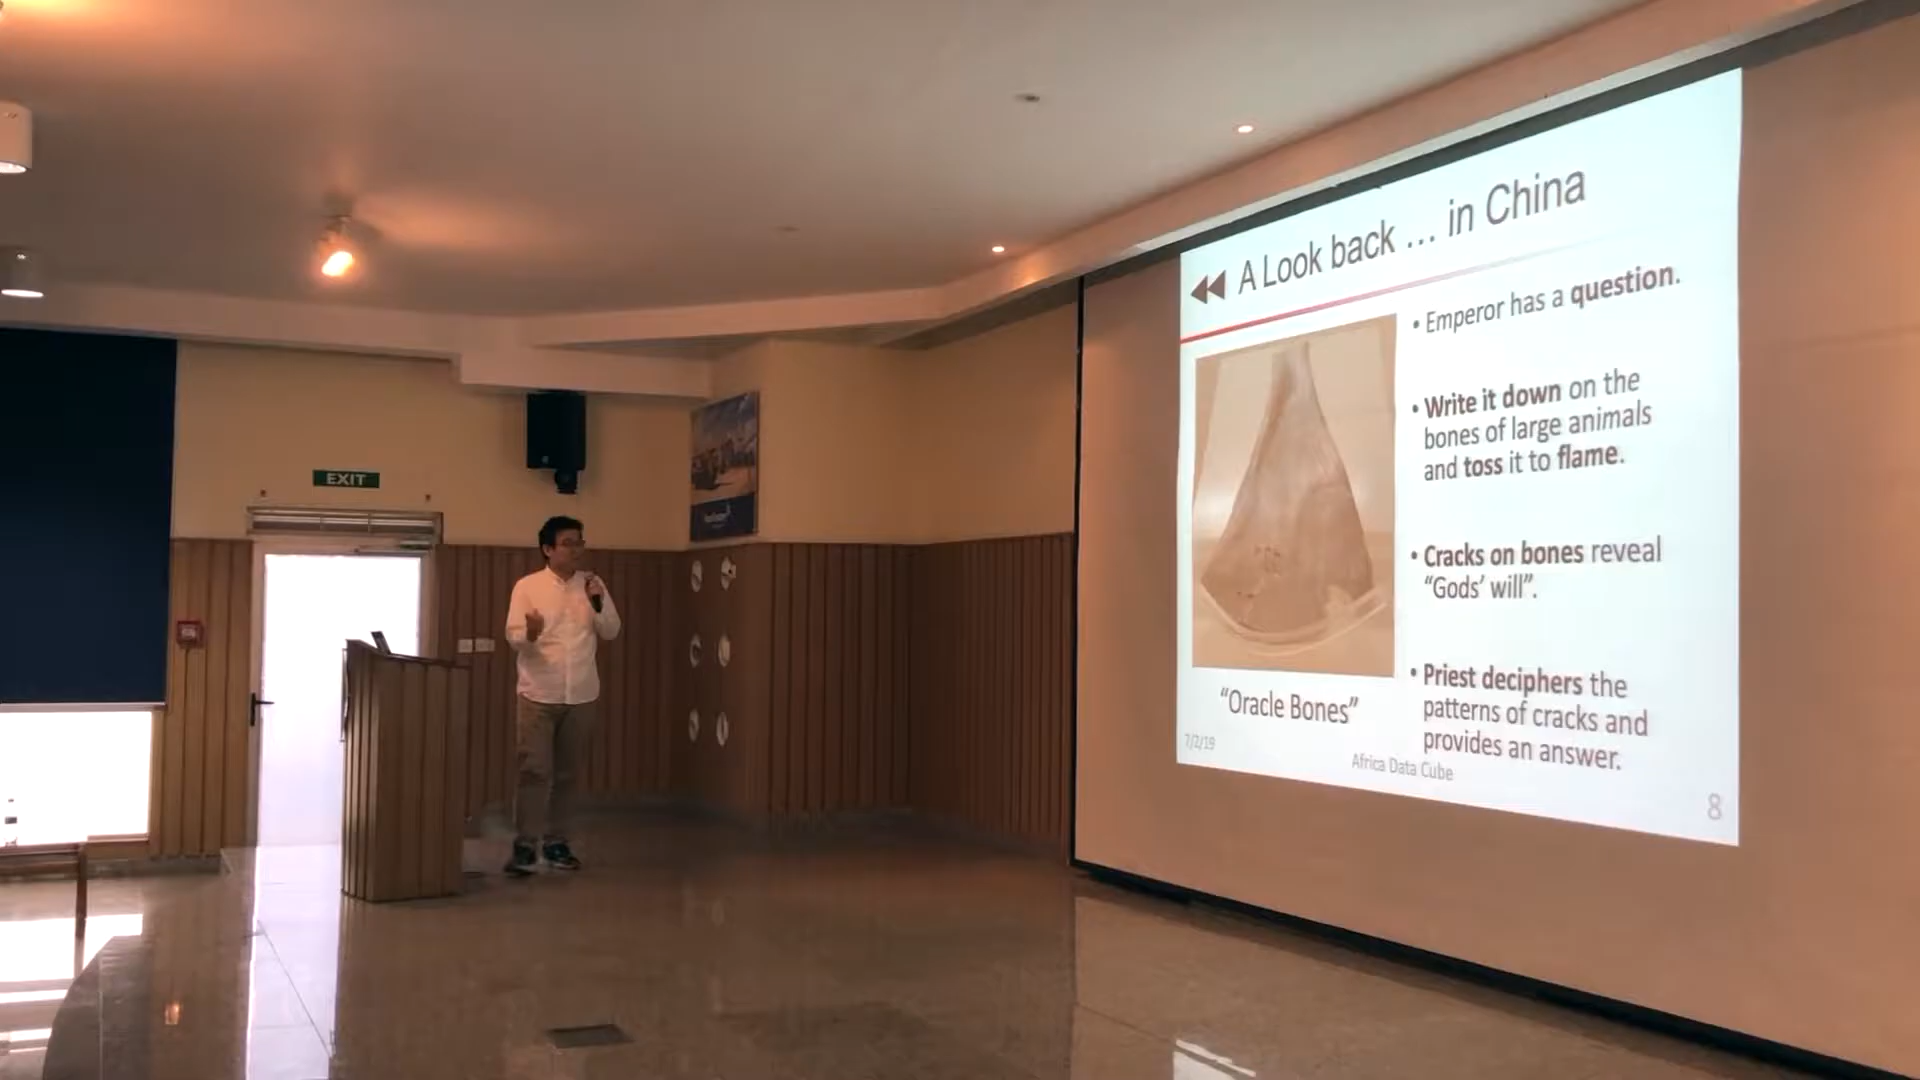 EXIT
A Look back ... in China
• Emperor has a question.
• Write it down on the
bones of large animals
and toss it to flame.
• Cracks on bones reveal
“Gods’ will”.
• Priest deciphers the
patterns of cracks and
provides an answer.
“Oracle Bones”
7/2/19
Africa Data Cube
8